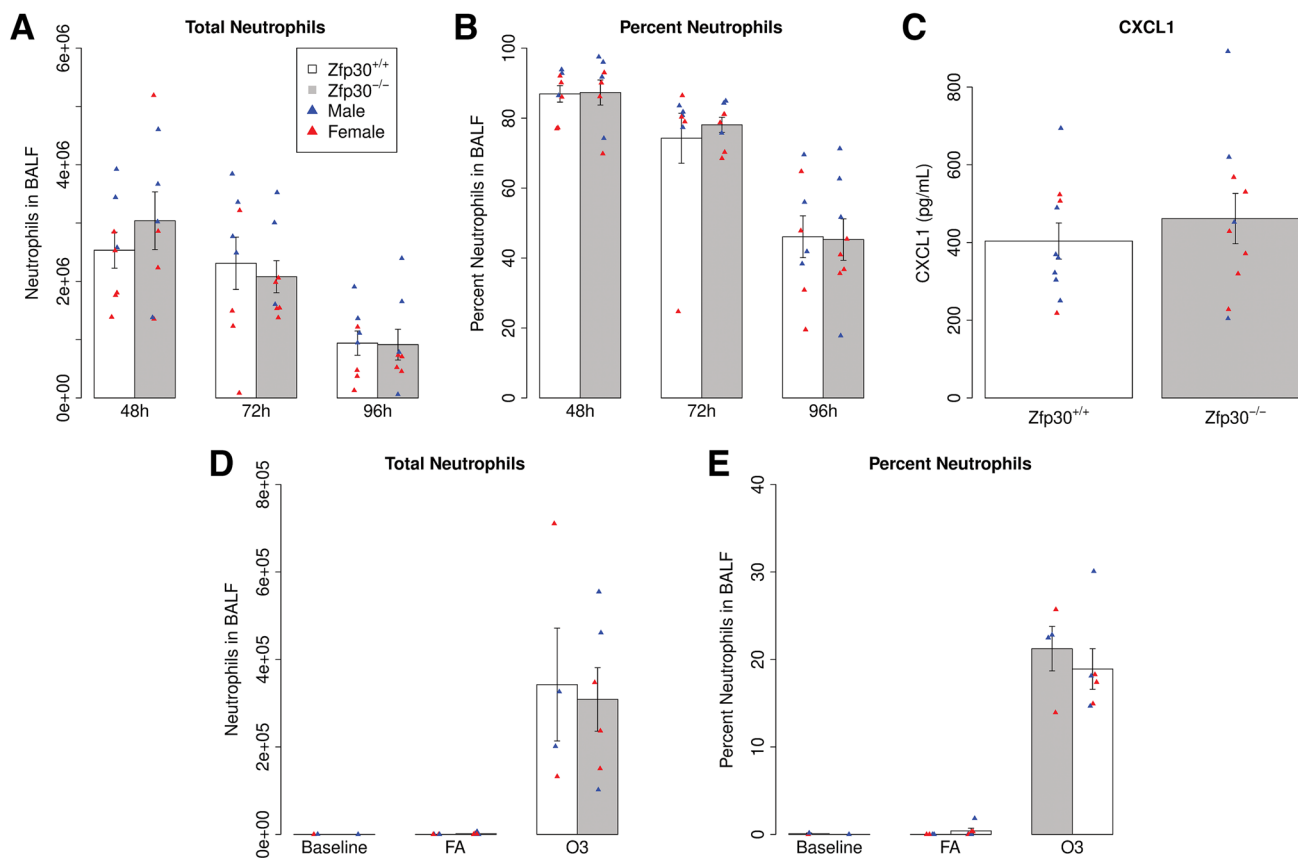 A
Total Neutrophils
Neutrophils in BALF
6e+06
4e+06
2e+06
0e+00
48h
72h
96h
Zfp30+/+
Zfp30−/−
Male
Female
B
Percent Neutrophils
Percent Neutrophils in BALF
100
80
60
40
20
0
48h
72h
96h
C
CXCL1
CXCL1 (pg/mL)
800
600
400
200
0
Zfp30+/+
Zfp30−/−
D
Total Neutrophils
Neutrophils in BALF
8e+05
6e+05
4e+05
2e+05
0e+00
Baseline
FA
O3
E
Percent Neutrophils
Percent Neutrophils in BALF
40
30
20
10
0
Baseline
FA
O3